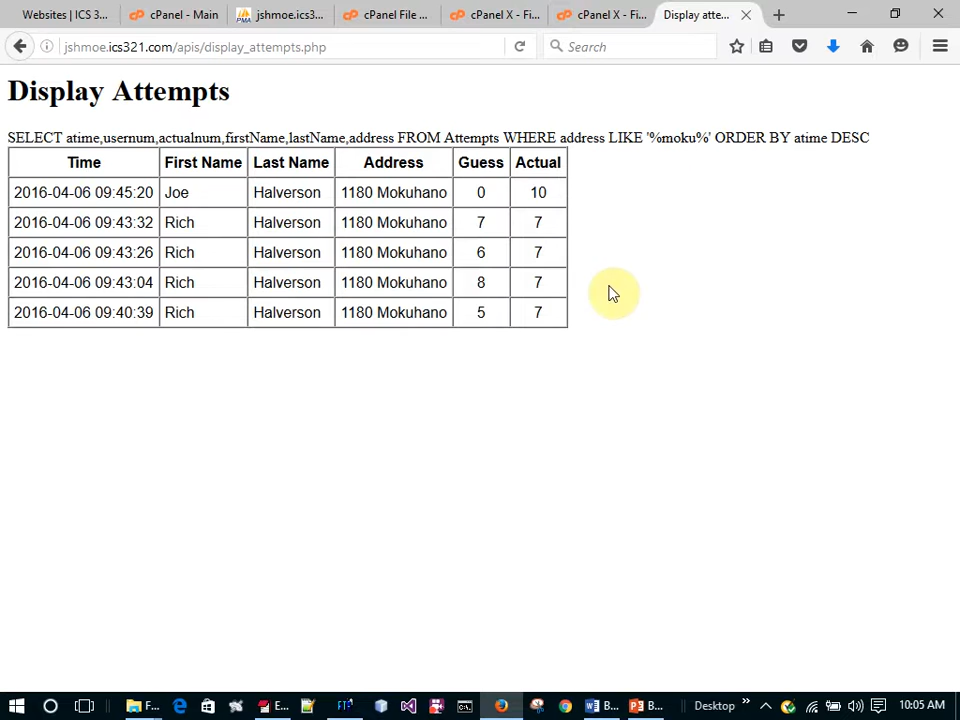 Websites | ICS 3...
cPanel - Main
jshmoe.ics3...
cPanel File ...
cPanel X - Fi...
cPanel X - Fi...
Display atte...
jshmoe.ics321.com/apis/display_attempts.php
Search
Display Attempts
SELECT atime,usernum,actualnum,firstName,lastName,address FROM Attempts WHERE address LIKE '%moku%' ORDER BY atime DESC
Time First Name Last Name Address Guess Actual
2016-04-06 09:45:20 Joe Halverson 1180 Mokuhano 0 10
2016-04-06 09:43:32 Rich Halverson 1180 Mokuhano 7 7
2016-04-06 09:43:26 Rich Halverson 1180 Mokuhano 6 7
2016-04-06 09:43:04 Rich Halverson 1180 Mokuhano 8 7
2016-04-06 09:40:39 Rich Halverson 1180 Mokuhano 5 7
F... E... B... B... Desktop 10:05 AM